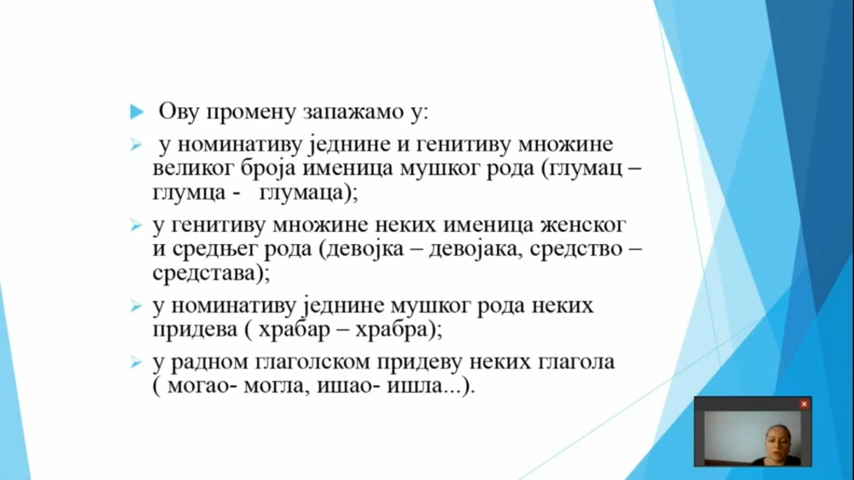 Ову промену запажамо у:
у номинативу једнине и генитиву множине
великог броја именица мушког рода (глумац –
глумца - глумаца);
у генитиву множине неких именица женског
и средњег рода (девојка – девојака, средство –
средстава);
у номинативу једнине мушког рода неких
придева ( храбар – храбра);
у радном глаголском придеву неких глагола
( могао- могла, ишао- ишла...).